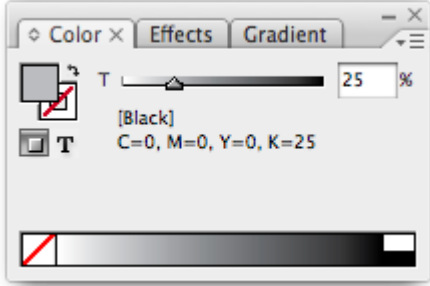 Color × Effects Gradient
T 25 %
[Black]
C=0, M=0, Y=0, K=25
T